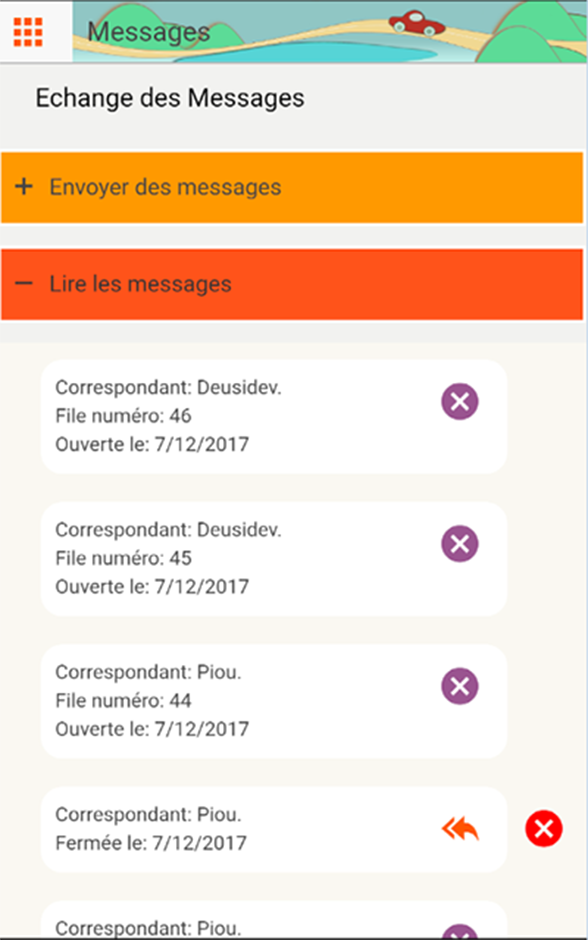 Messages
Echange des Messages
+ Envoyer des messages
− Lire les messages
Correspondant: Deusidev.
File numéro: 46
Ouverte le: 7/12/2017
Correspondant: Deusidev.
File numéro: 45
Ouverte le: 7/12/2017
Correspondant: Piou.
File numéro: 44
Ouverte le: 7/12/2017
Correspondant: Piou.
Fermée le: 7/12/2017
Correspondant: Piou.